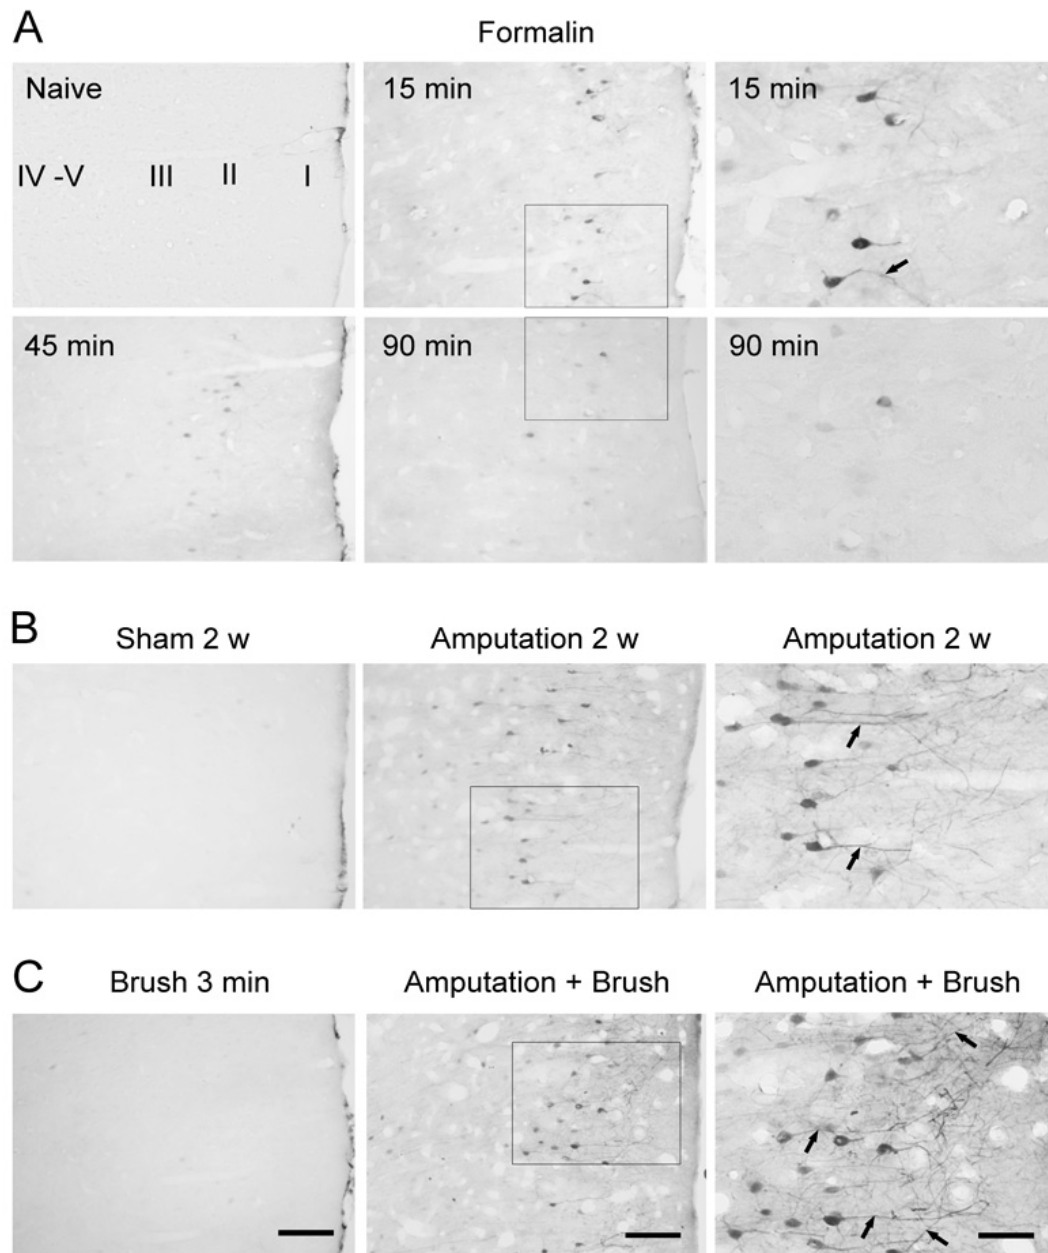 A
Formalin
Naive
15 min
15 min
IV -V III II I
45 min
90 min
90 min
B
Sham 2 w
Amputation 2 w
Amputation 2 w
C
Brush 3 min
Amputation + Brush
Amputation + Brush